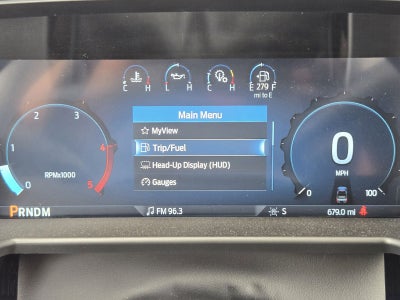 C H C H C H E 279 F
mi to E
Main Menu
MyView
Trip/Fuel
Head-Up Display (HUD)
Gauges
0 1 2 3 4 5
RPMx1000
0
MPH
0 100
PRNDM
FM 96.3
S
679.0 mi